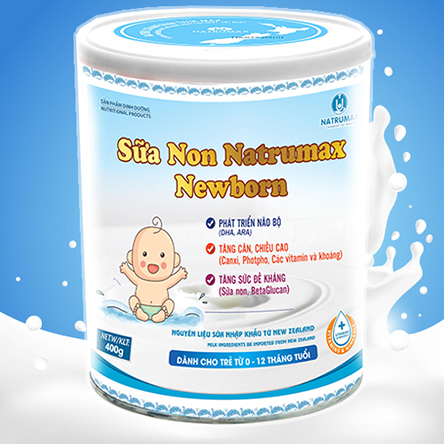 NATRUMAX
SẢN PHẨM DINH DƯỠNG
NUTRITIONAL PRODUCTS
NATRUMAX
Sữa Non Natrumax
Newborn
PHÁT TRIỂN NÃO BỘ
(DHA, ARA)
TĂNG CÂN, CHIỀU CAO
(Canxi, Photpho, Các vitamin và khoáng)
TĂNG SỨC ĐỀ KHÁNG
(Sữa non, BetaGlucan)
NETW/KLT:
400g
NGUYÊN LIỆU SỮA NHẬP KHẨU TỪ NEW ZEALAND
MILK INGREDIENTS BE IMPORTED FROM NEW ZEALAND
DÀNH CHO TRẺ TỪ 0 - 12 THÁNG TUỔI